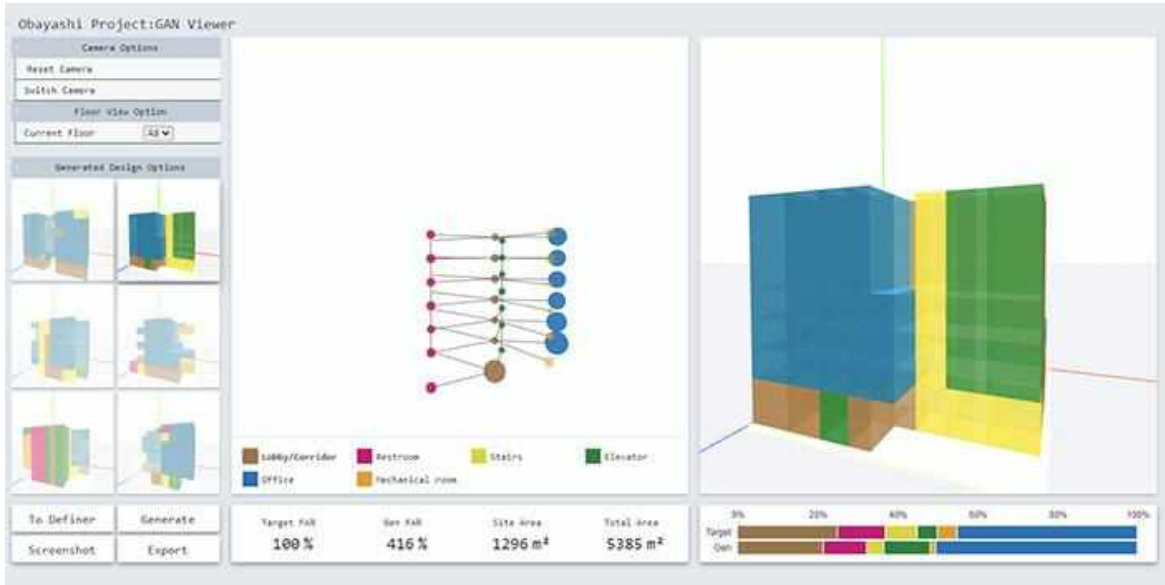 Obayashi Project:GAN Viewer
Camera Options
Reset Camera
Switch Camera
Floor View Option
Current Floor
Generated Design Options
To Definer
Generate
Screenshot
Export
Lobby/Corridor
Restroom
Stairs
Elevator
Office
Mechanical room
Target FAR
Gen FAR
Site Area
Total Area
100 %
416 %
1296 m²
5385 m²
0% 20% 40% 60% 80% 100%
Target
Gen